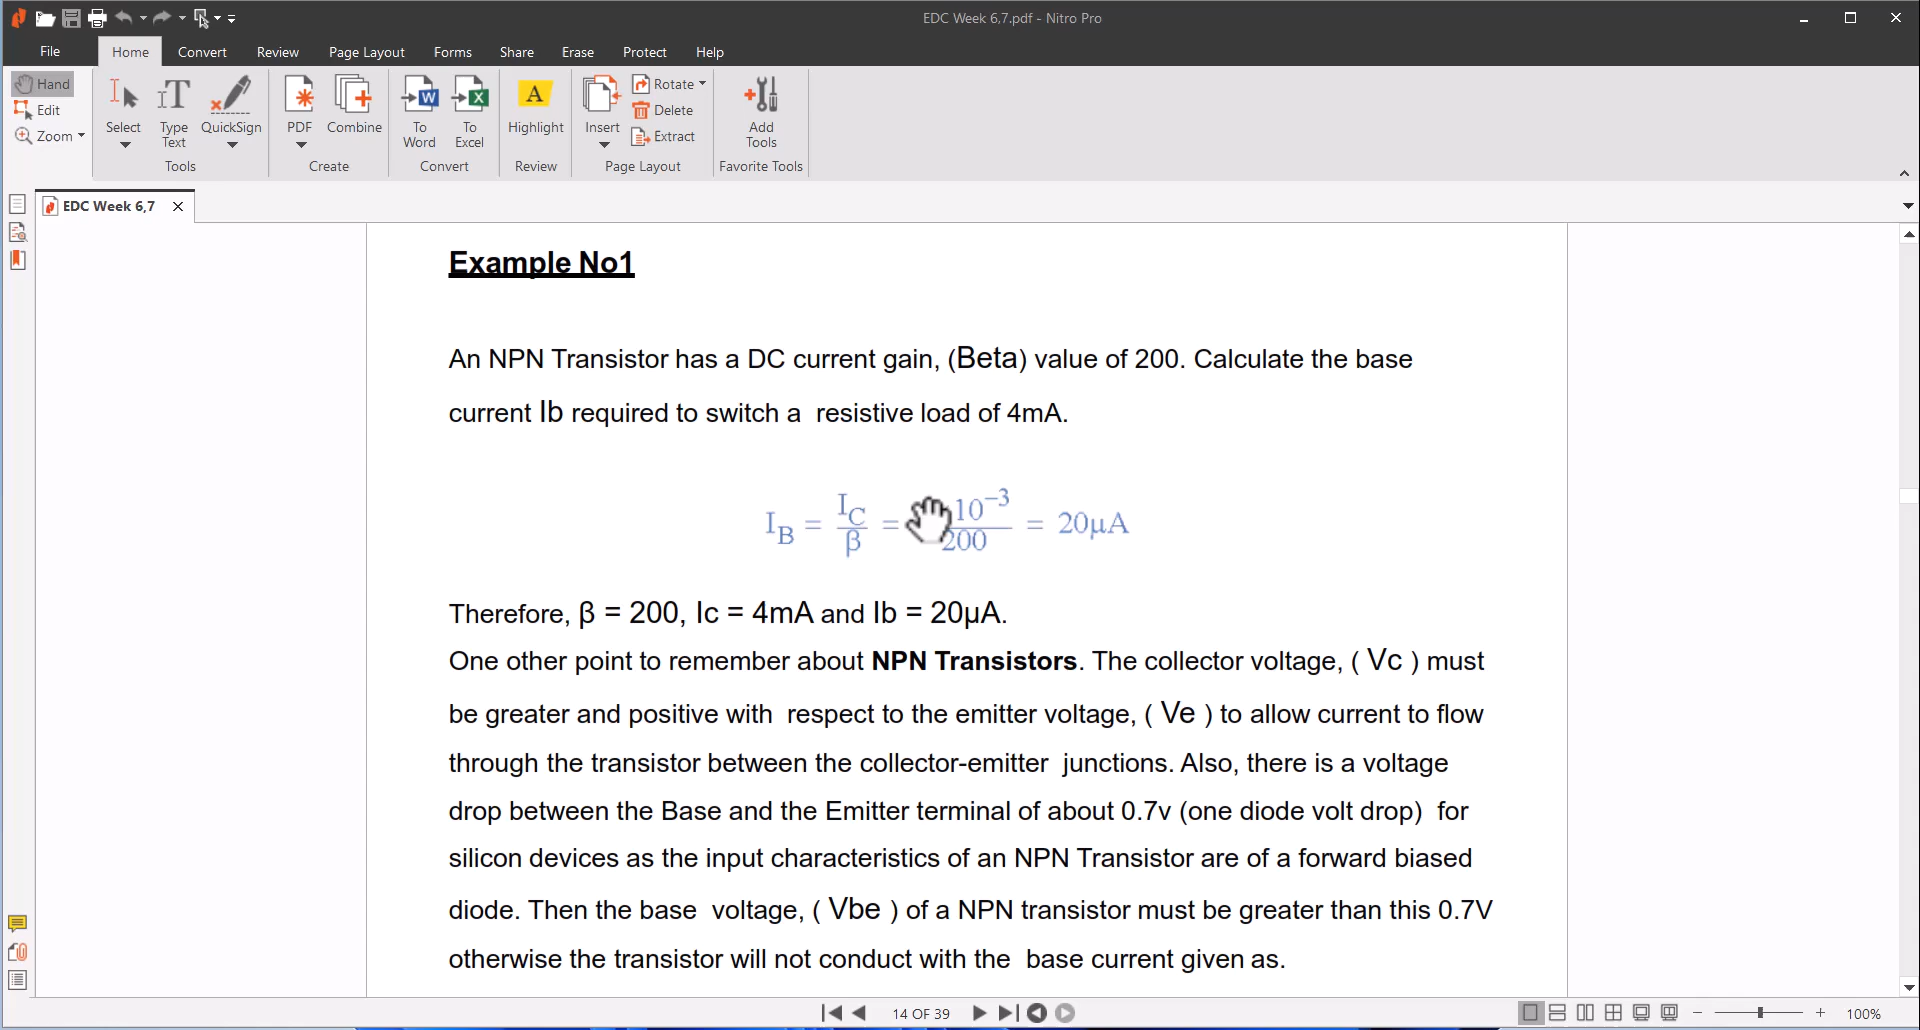 EDC Week 6,7.pdf - Nitro Pro
File Home Convert Review Page Layout Forms Share Erase Protect Help
Hand
Edit
Zoom
Select
Type Text
QuickSign
Tools
PDF
Combine
Create
To Word
To Excel
Convert
Highlight
Review
Insert
Rotate
Delete
Extract
Page Layout
Add Tools
Favorite Tools
EDC Week 6,7
Example No1
An NPN Transistor has a DC current gain, (Beta) value of 200. Calculate the base
current Ib required to switch a resistive load of 4mA.
I_B = I_C / β = 10⁻³ / 200 = 20µA
Therefore, β = 200, Ic = 4mA and Ib = 20µA.
One other point to remember about NPN Transistors. The collector voltage, ( Vc ) must
be greater and positive with respect to the emitter voltage, ( Ve ) to allow current to flow
through the transistor between the collector-emitter junctions. Also, there is a voltage
drop between the Base and the Emitter terminal of about 0.7v (one diode volt drop) for
silicon devices as the input characteristics of an NPN Transistor are of a forward biased
diode. Then the base voltage, ( Vbe ) of a NPN transistor must be greater than this 0.7V
otherwise the transistor will not conduct with the base current given as.
14 OF 39
100%